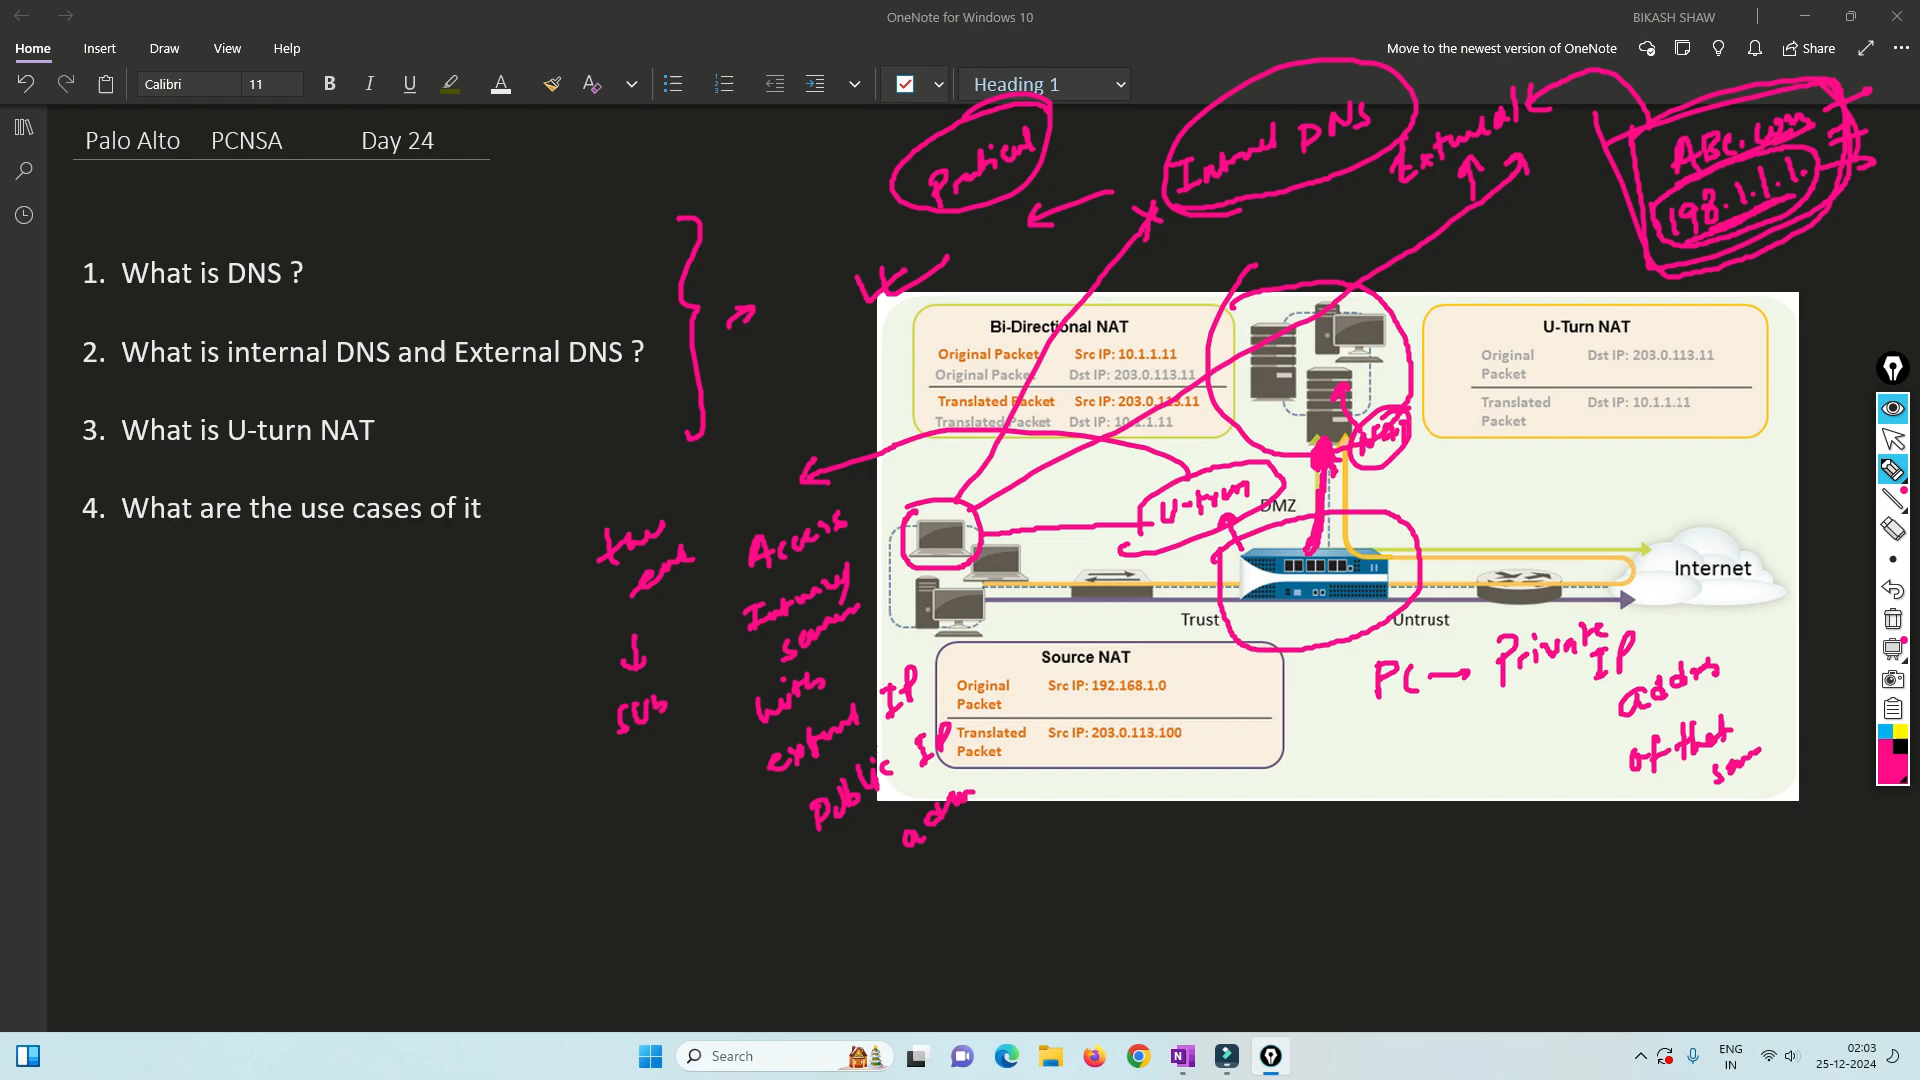 OneNote for Windows 10
BIKASH SHAW
Home Insert Draw View Help
Move to the newest version of OneNote
Share
Calibri 11 B I U A Heading 1
Palo Alto PCNSA Day 24
Internal DNS
External
ABC.com
198.1.1.1
1. What is DNS ?
2. What is internal DNS and External DNS ?
3. What is U-turn NAT
4. What are the use cases of it
Bi-Directional NAT
Original Packet Src IP: 10.1.1.11
Original Packet Dst IP: 203.0.113.11
Translated Packet Src IP: 203.0.113.11
Translated Packet Dst IP: 10.1.1.11
U-Turn NAT
Original Packet Dst IP: 203.0.113.11
Translated Packet Dst IP: 10.1.1.11
U-turn
DMZ
Internet
Trust
Untrust
Source NAT
Original Packet Src IP: 192.168.1.0
Translated Packet Src IP: 203.0.113.100
PC → Private IP
of that
Access
with
IP
Public IP
Search
ENG
IN
02:03
25-12-2024